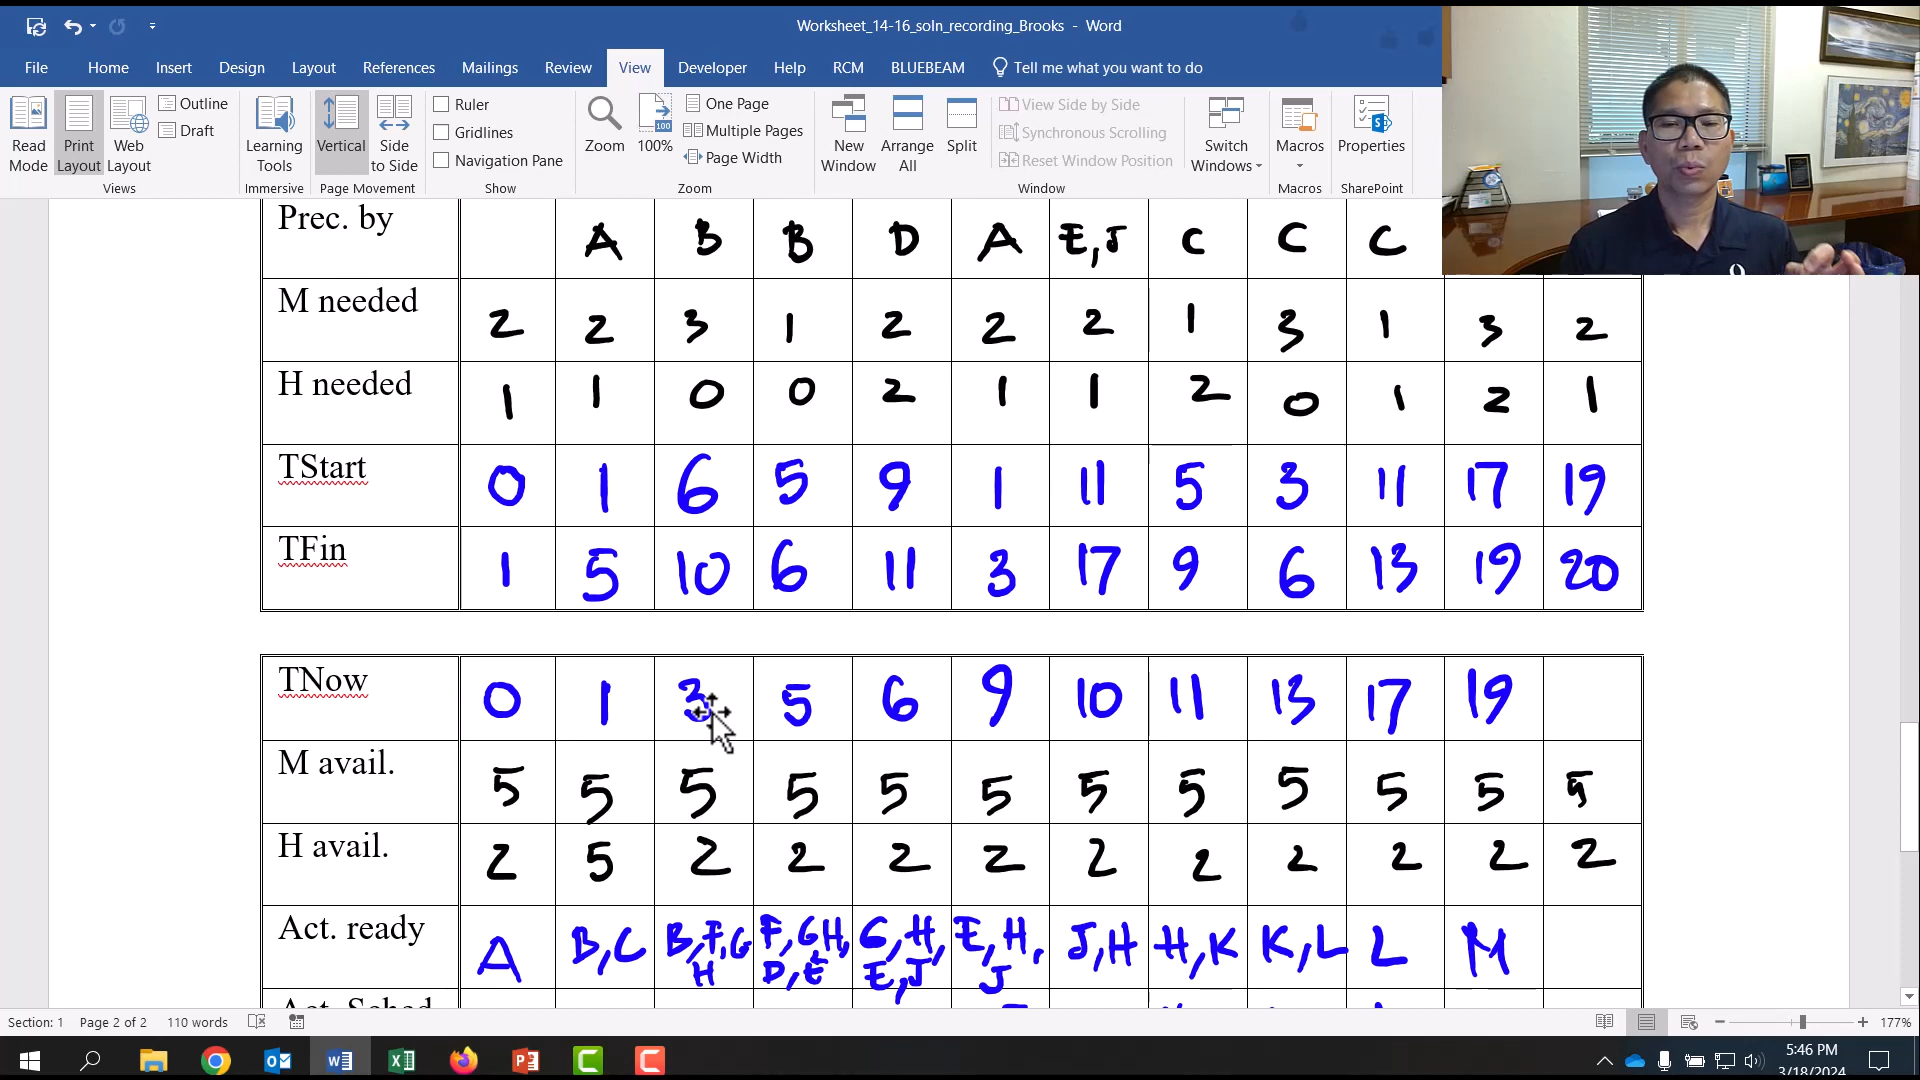 Worksheet_14-16_soln_recording_Brooks - Word
File Home Insert Design Layout References Mailings Review View Developer Help RCM BLUEBEAM Tell me what you want to do
Read Mode
Print Layout
Web Layout
Outline
Draft
Views
Learning Tools
Immersive
Vertical
Side to Side
Page Movement
Ruler
Gridlines
Navigation Pane
Show
Zoom
100%
One Page
Multiple Pages
Page Width
Zoom
New Window
Arrange All
Split
View Side by Side
Synchronous Scrolling
Reset Window Position
Switch Windows
Window
Macros
Macros
Properties
SharePoint
Prec. by A B B D A E,J C C C
M needed 2 2 3 1 2 2 2 1 3 1 3 2
H needed 1 1 0 0 2 1 1 2 0 1 2 1
TStart 0 1 6 5 9 1 11 5 3 11 17 19
TFin 1 5 10 6 11 3 17 9 6 13 19 20
TNow 0 1 3 5 6 9 10 11 13 17 19
M avail. 5 5 5 5 5 5 5 5 5 5 5 5
H avail. 2 5 2 2 2 2 2 2 2 2 2 2
Act. ready A B,C B,F,G H F,GH, D,E G,H, E,J E,H, J J,H H,K K,L L M
Section: 1 Page 2 of 2 110 words 177%
5:46 PM
3/18/2024